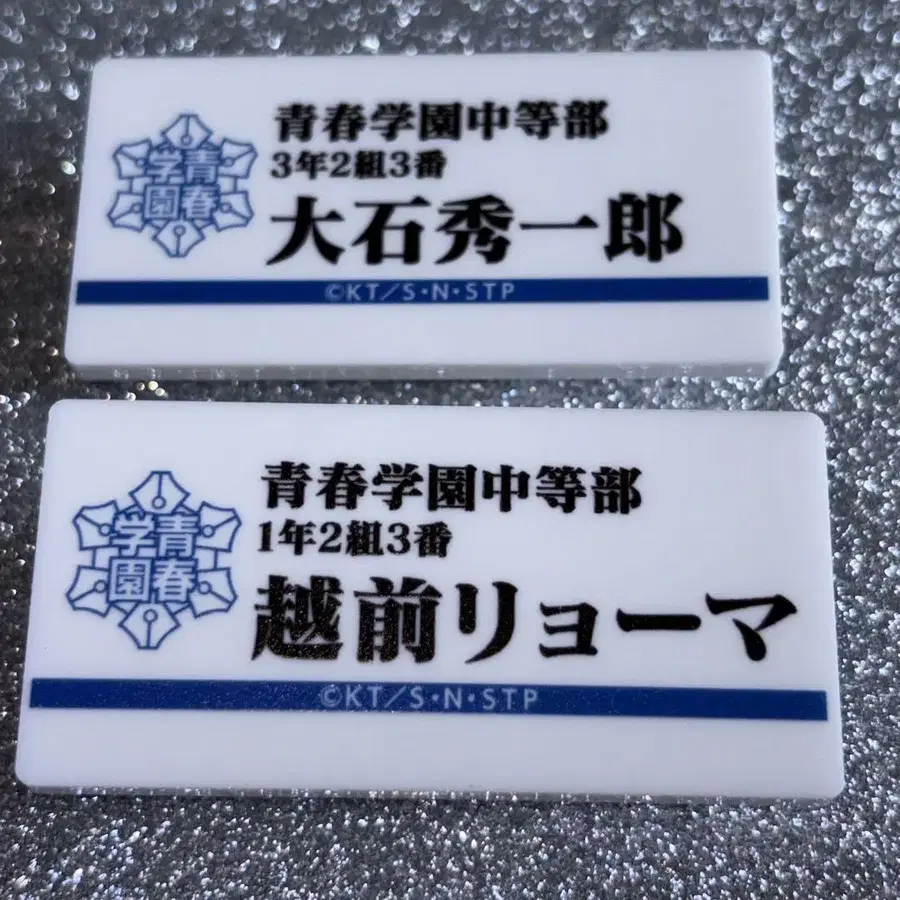 青春学園
青春学園中等部
3年2組3番
大石秀一郎
©KT/S・N・STP
青春学園
青春学園中等部
1年2組3番
越前リョーマ
©KT/S・N・STP